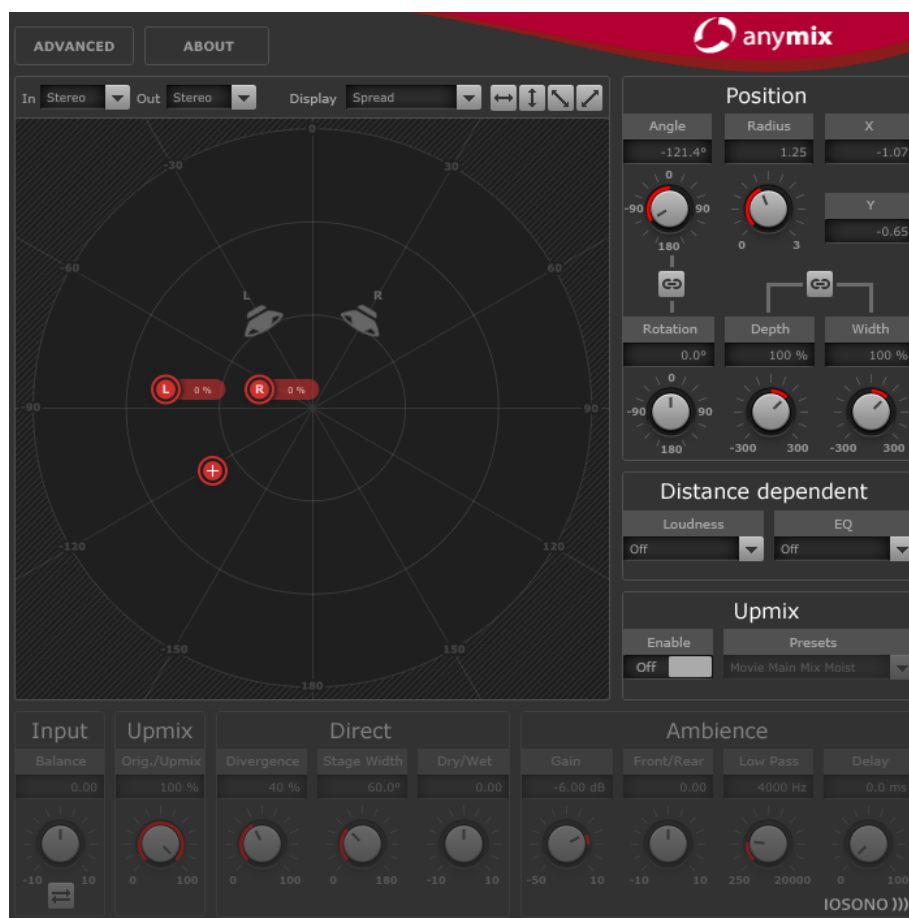 ADVANCED ABOUT anymix
In Stereo Out Stereo Display Spread
Position
Angle Radius X
-121.4° 1.25 -1.07
0
-90 90
180
0 3
Y
-0.65
Rotation Depth Width
0.0° 100 % 100 %
0
-90 90
180 -300 300 -300 300
0
-30 30
-60 60
L R
L 0 % R 0 %
-90 90
-120 120
-150 150
180
Distance dependent
Loudness EQ
Off Off
Upmix
Enable Presets
Off Movie Main Mix Moist
Input Upmix Direct Ambience
Balance Orig./Upmix Divergence Stage Width Dry/Wet Gain Front/Rear Low Pass Delay
0.00 100 % 40 % 60.0° 0.00 -6.00 dB 0.00 4000 Hz 0.0 ms
-10 10 0 100 0 100 0 180 -10 10 -50 10 -10 10 250 20000 0 100
IOSONO )))